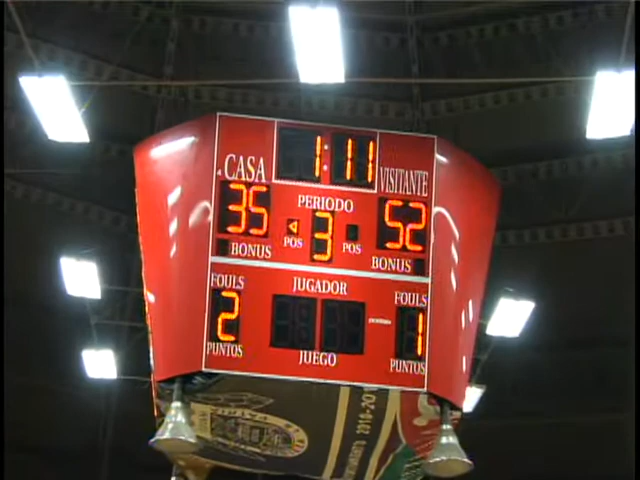 1:11
CASA
VISITANTE
35
PERIODO
52
3
POS
POS
BONUS
BONUS
FOULS
JUGADOR
FOULS
2
1
PUNTOS
JUEGO
PUNTOS